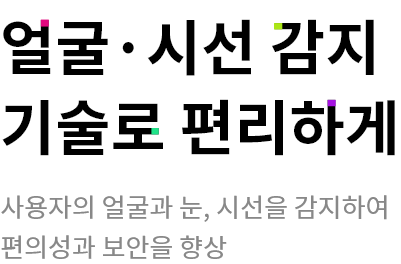 얼굴·시선 감지
기술로 편리하게
사용자의 얼굴과 눈, 시선을 감지하여
편의성과 보안을 향상